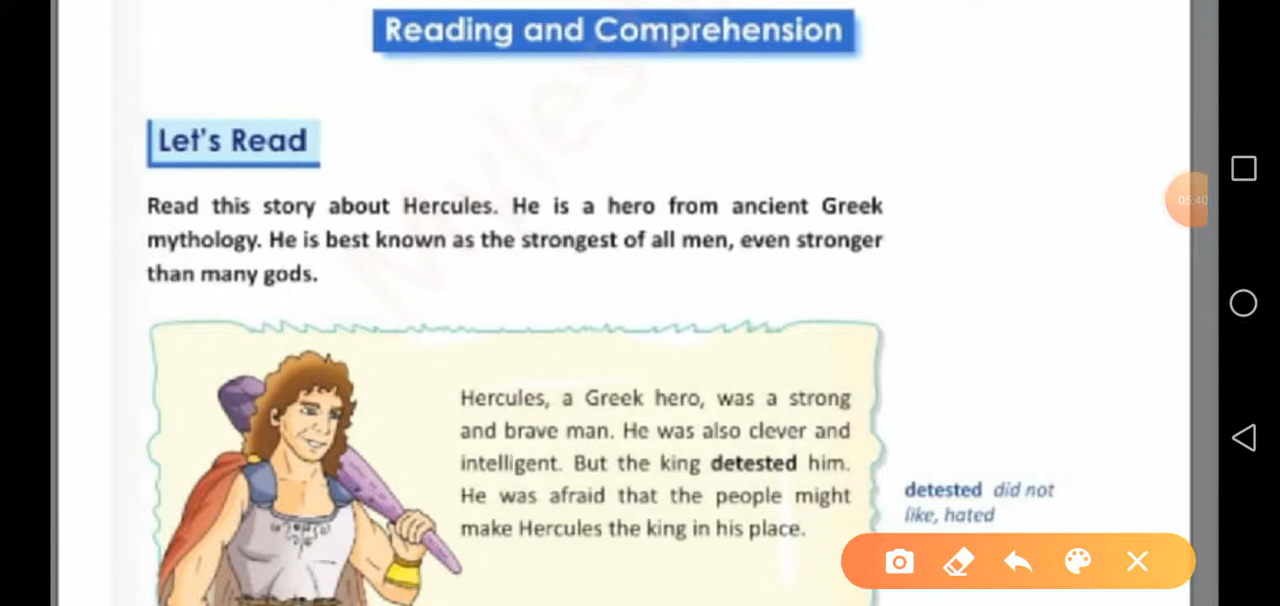 Reading and Comprehension
Let's Read
Read this story about Hercules. He is a hero from ancient Greek
mythology. He is best known as the strongest of all men, even stronger
than many gods.
Hercules, a Greek hero, was a strong
and brave man. He was also clever and
intelligent. But the king detested him.
He was afraid that the people might
make Hercules the king in his place.
detested did not
like, hated
05:40